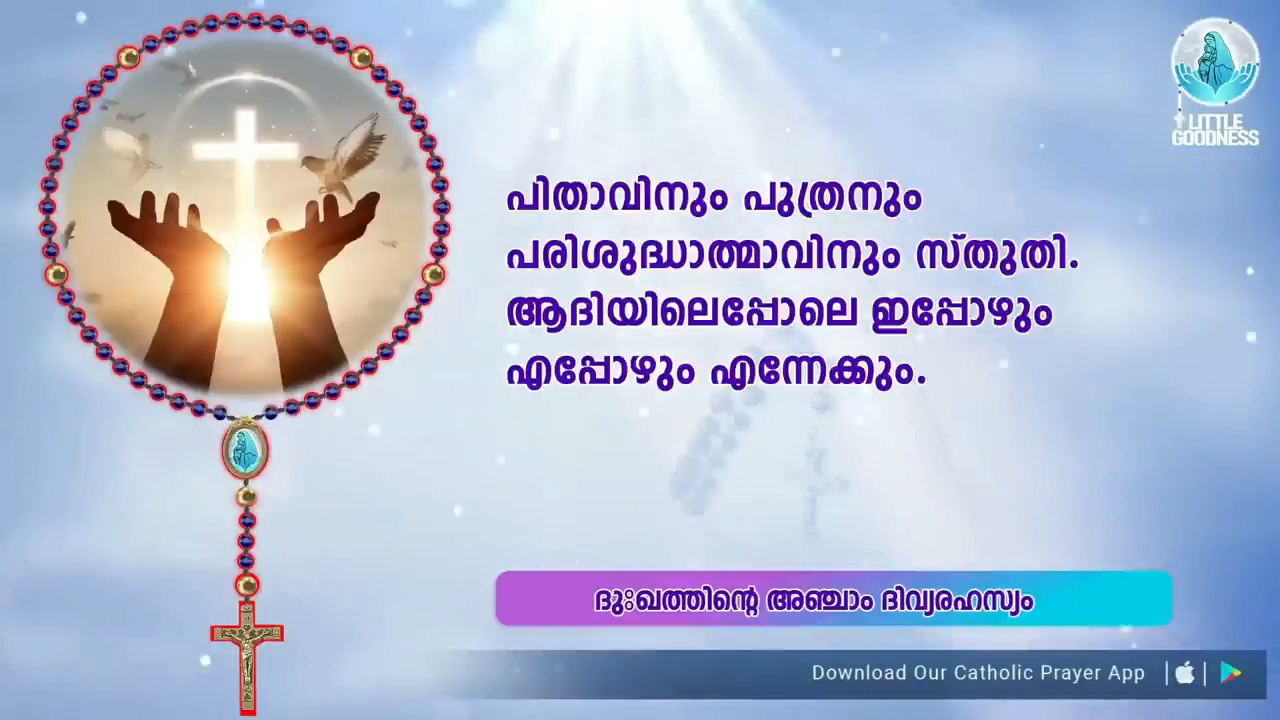 LITTLE
GOODNESS
പിതാവിനും പുത്രനും
പരിശുദ്ധാത്മാവിനും സ്തുതി.
ആദിയിലെപ്പോലെ ഇപ്പോഴും
എപ്പോഴും എന്നേക്കും.
ദുഃഖത്തിന്റെ അഞ്ചാം ദിവ്യരഹസ്യം
Download Our Catholic Prayer App